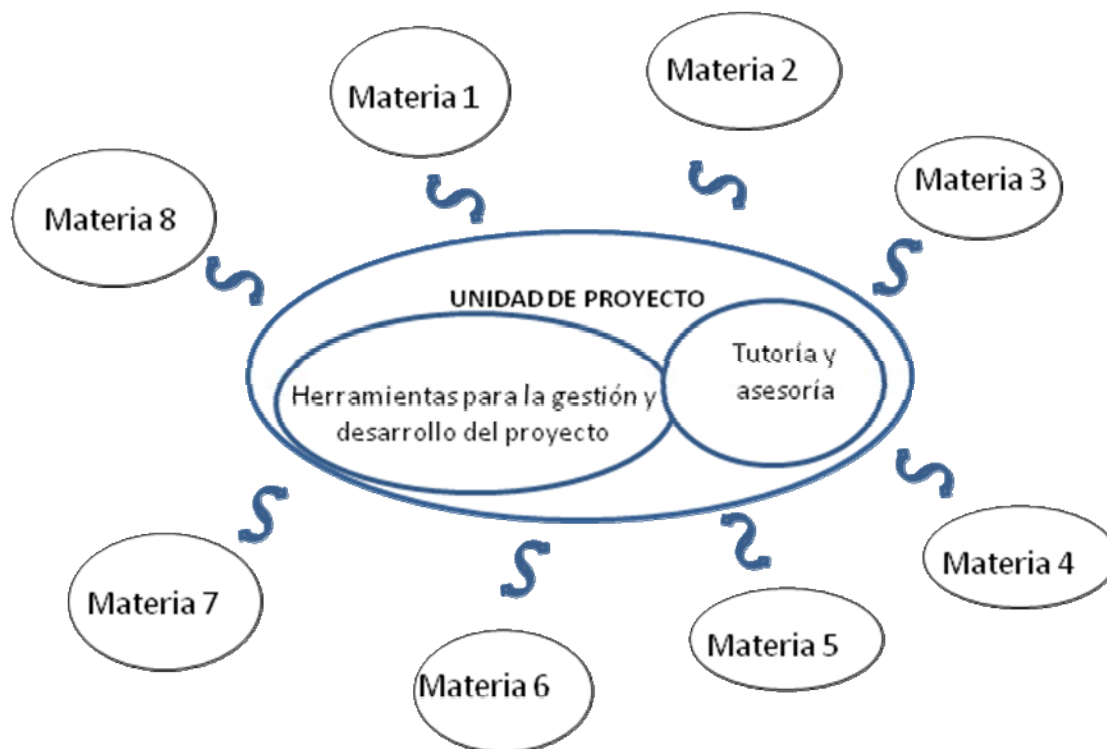 Materia 1
Materia 2
Materia 3
Materia 8
UNIDAD DE PROYECTO
Tutoría y
asesoría
Herramientas para la gestión y
desarrollo del proyecto
Materia 4
Materia 7
Materia 5
Materia 6